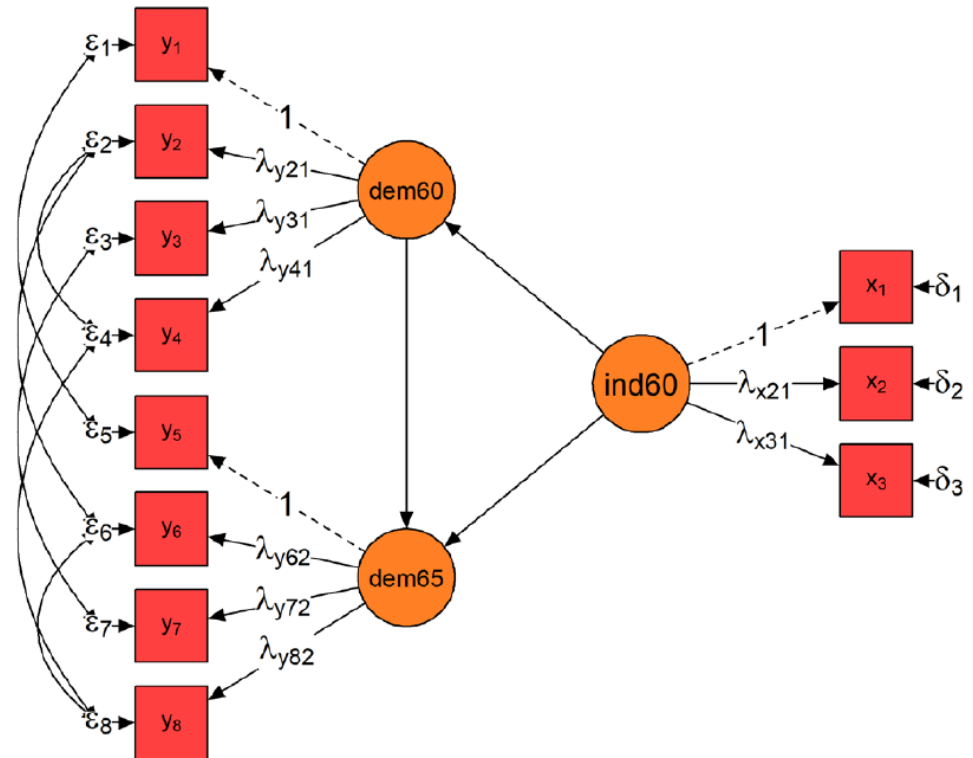 ε₁ y₁
1
ε₂ y₂
λy21
dem60
ε₃ y₃
λy31
ε₄ y₄
λy41
x₁ δ₁
1
ind60
λx21
x₂ δ₂
λx31
x₃ δ₃
ε₅ y₅
1
ε₆ y₆
λy62
dem65
ε₇ y₇
λy72
λy82
ε₈ y₈